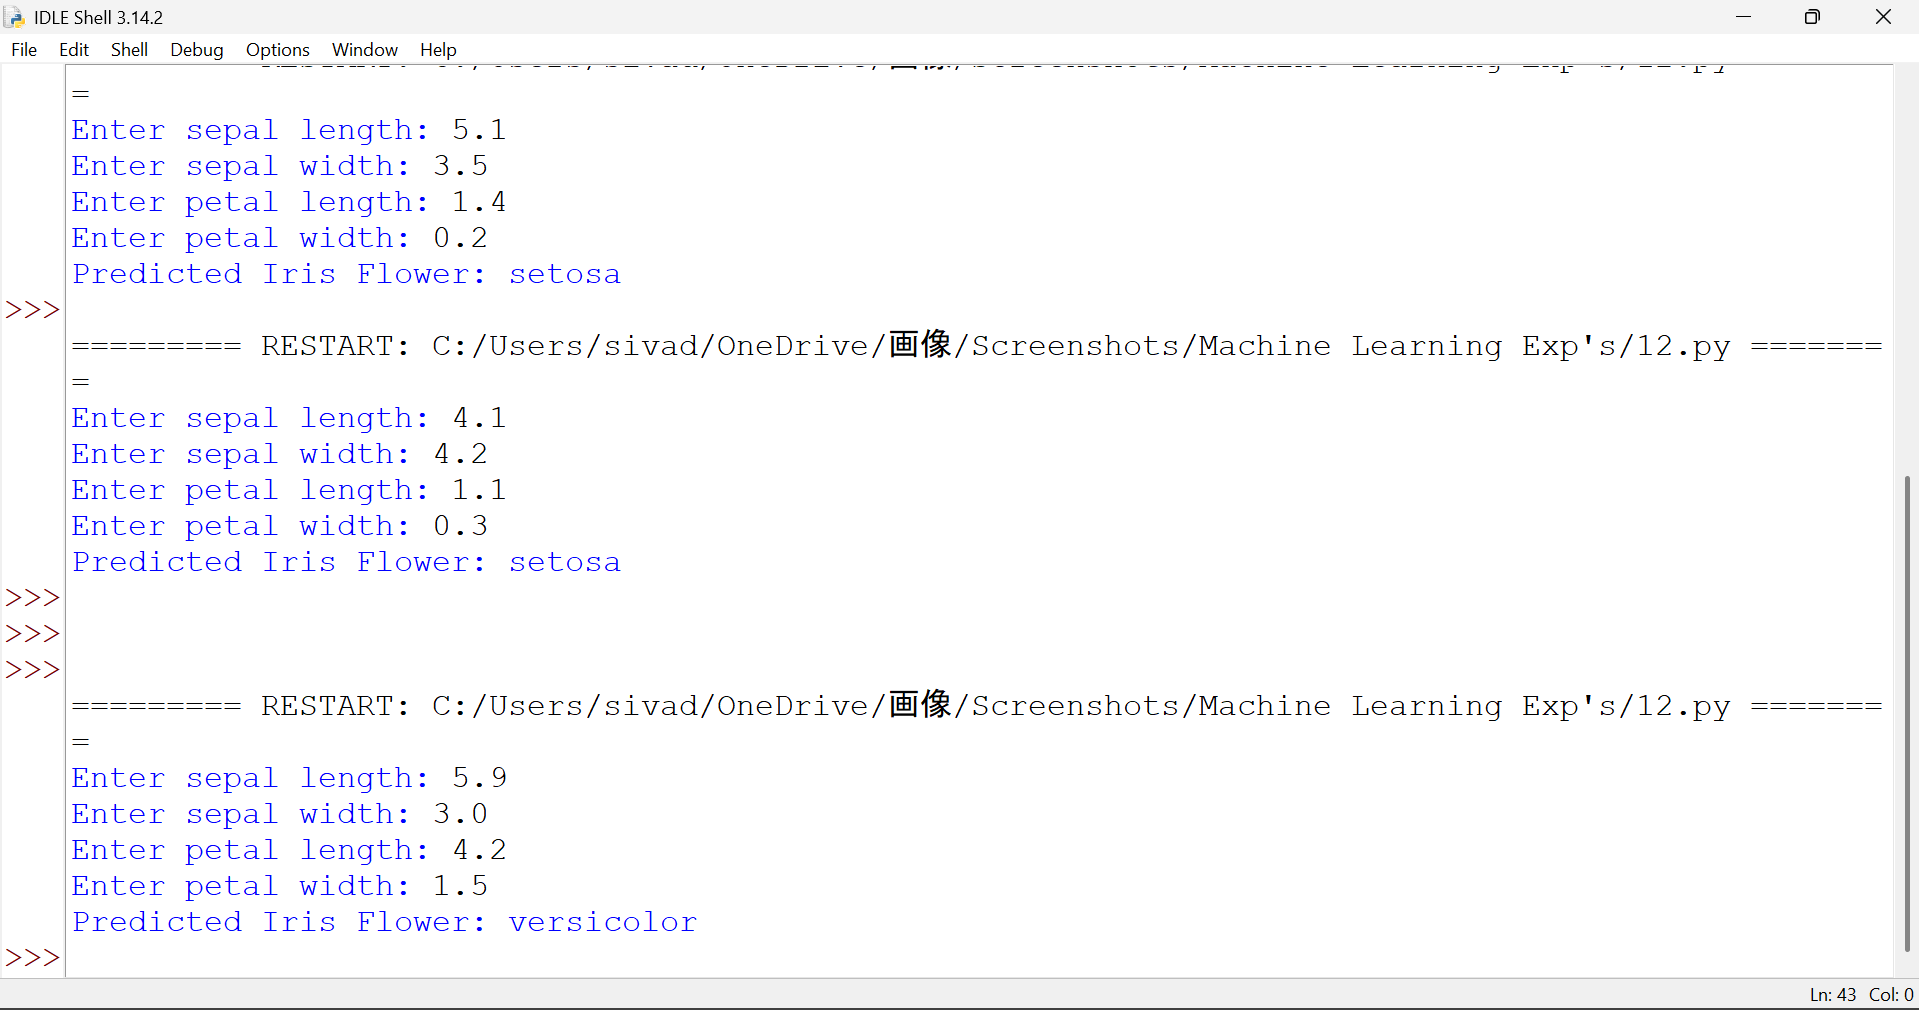 IDLE Shell 3.14.2
File Edit Shell Debug Options Window Help
=
Enter sepal length: 5.1
Enter sepal width: 3.5
Enter petal length: 1.4
Enter petal width: 0.2
Predicted Iris Flower: setosa
>>>
========= RESTART: C:/Users/sivad/OneDrive/画像/Screenshots/Machine Learning Exp's/12.py =======
=
Enter sepal length: 4.1
Enter sepal width: 4.2
Enter petal length: 1.1
Enter petal width: 0.3
Predicted Iris Flower: setosa
>>>
>>>
>>>
========= RESTART: C:/Users/sivad/OneDrive/画像/Screenshots/Machine Learning Exp's/12.py =======
=
Enter sepal length: 5.9
Enter sepal width: 3.0
Enter petal length: 4.2
Enter petal width: 1.5
Predicted Iris Flower: versicolor
>>>
Ln: 43 Col: 0